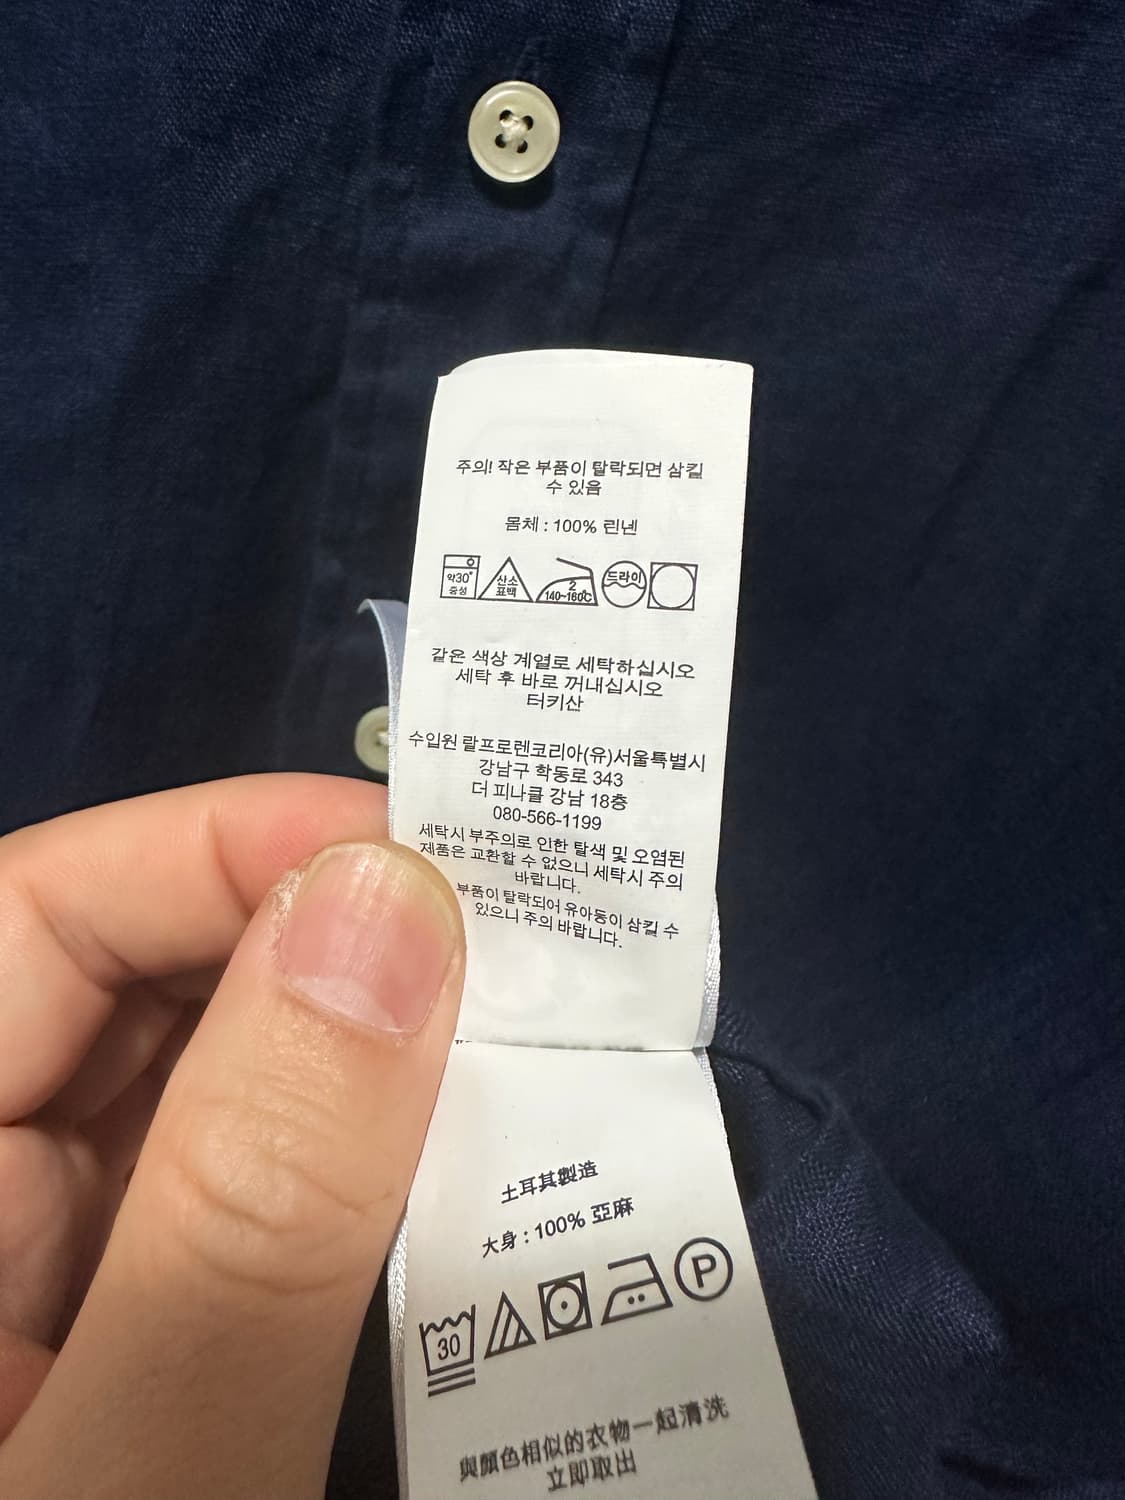 주의! 작은 부품이 탈락되면 삼킬
수 있음
몸체 : 100% 린넨
약30° 중성
산소 표백
2 140~160℃
드라이
같은 색상 계열로 세탁하십시오
세탁 후 바로 꺼내십시오
터키산
수입원 랄프로렌코리아(유)서울특별시
강남구 학동로 343
더 피나클 강남 18층
080-566-1199
세탁시 부주의로 인한 탈색 및 오염된
제품은 교환할 수 없으니 세탁시 주의
바랍니다.
부품이 탈락되어 유아동이 삼킬 수
있으니 주의 바랍니다.
土耳其製造
大身 : 100% 亞麻
30
P
與顏色相似的衣物一起清洗
立即取出